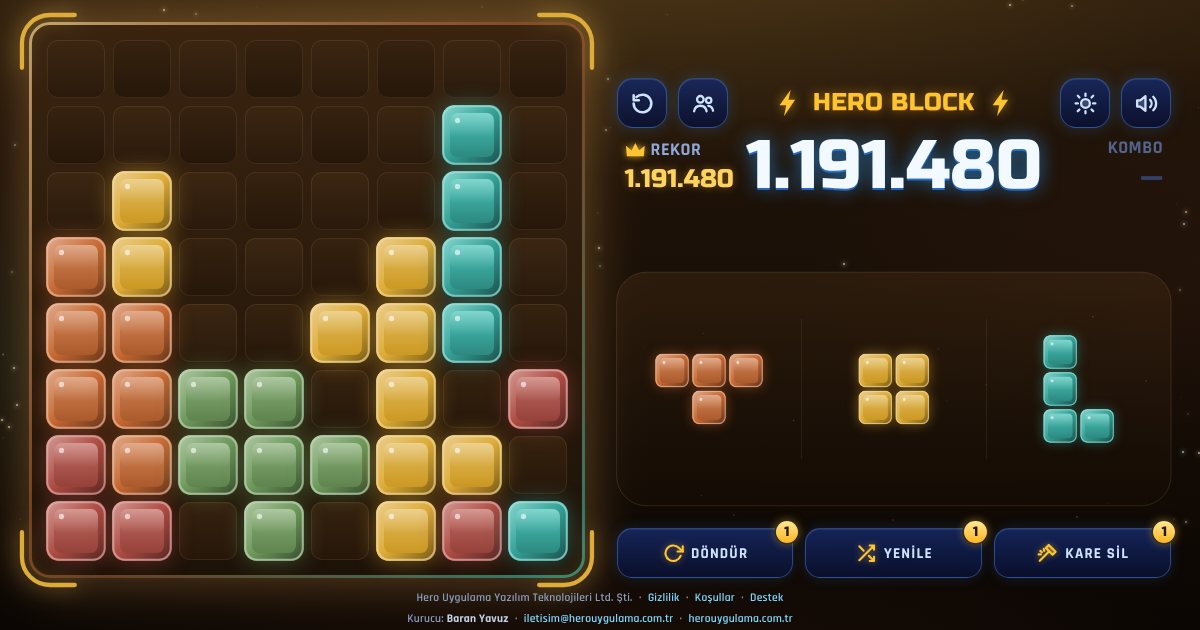 HERO BLOCK
REKOR
1.191.480
1.191.480
KOMBO
—
1
1
1
DÖNDÜR
YENİLE
KARE SİL
Hero Uygulama Yazılım Teknolojileri Ltd. Şti. · Gizlilik · Koşullar · Destek
Kurucu: Baran Yavuz · iletisim@herouygulama.com.tr · herouygulama.com.tr